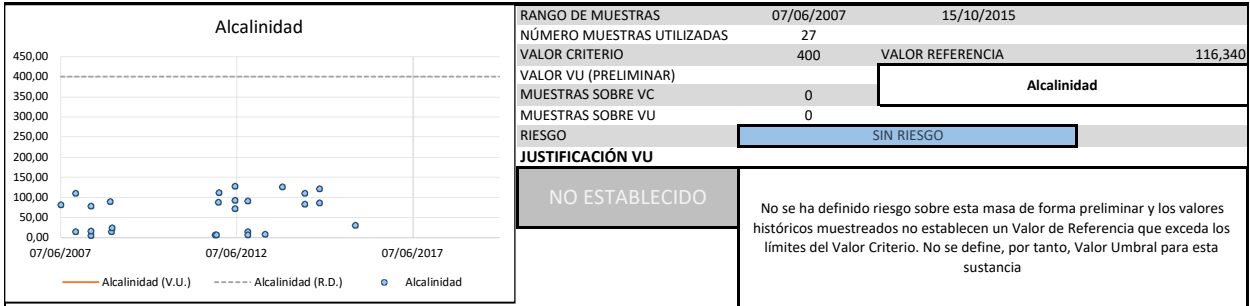 Alcalinidad
450,00
400,00
350,00
300,00
250,00
200,00
150,00
100,00
50,00
0,00
07/06/2007 07/06/2012 07/06/2017
Alcalinidad (V.U.) Alcalinidad (R.D.) Alcalinidad
RANGO DE MUESTRAS 07/06/2007 15/10/2015
NÚMERO MUESTRAS UTILIZADAS 27
VALOR CRITERIO 400 VALOR REFERENCIA 116,340
VALOR VU (PRELIMINAR)
Alcalinidad
MUESTRAS SOBRE VC 0
MUESTRAS SOBRE VU 0
RIESGO SIN RIESGO
JUSTIFICACIÓN VU
NO ESTABLECIDO
No se ha definido riesgo sobre esta masa de forma preliminar y los valores
históricos muestreados no establecen un Valor de Referencia que exceda los
límites del Valor Criterio. No se define, por tanto, Valor Umbral para esta
sustancia